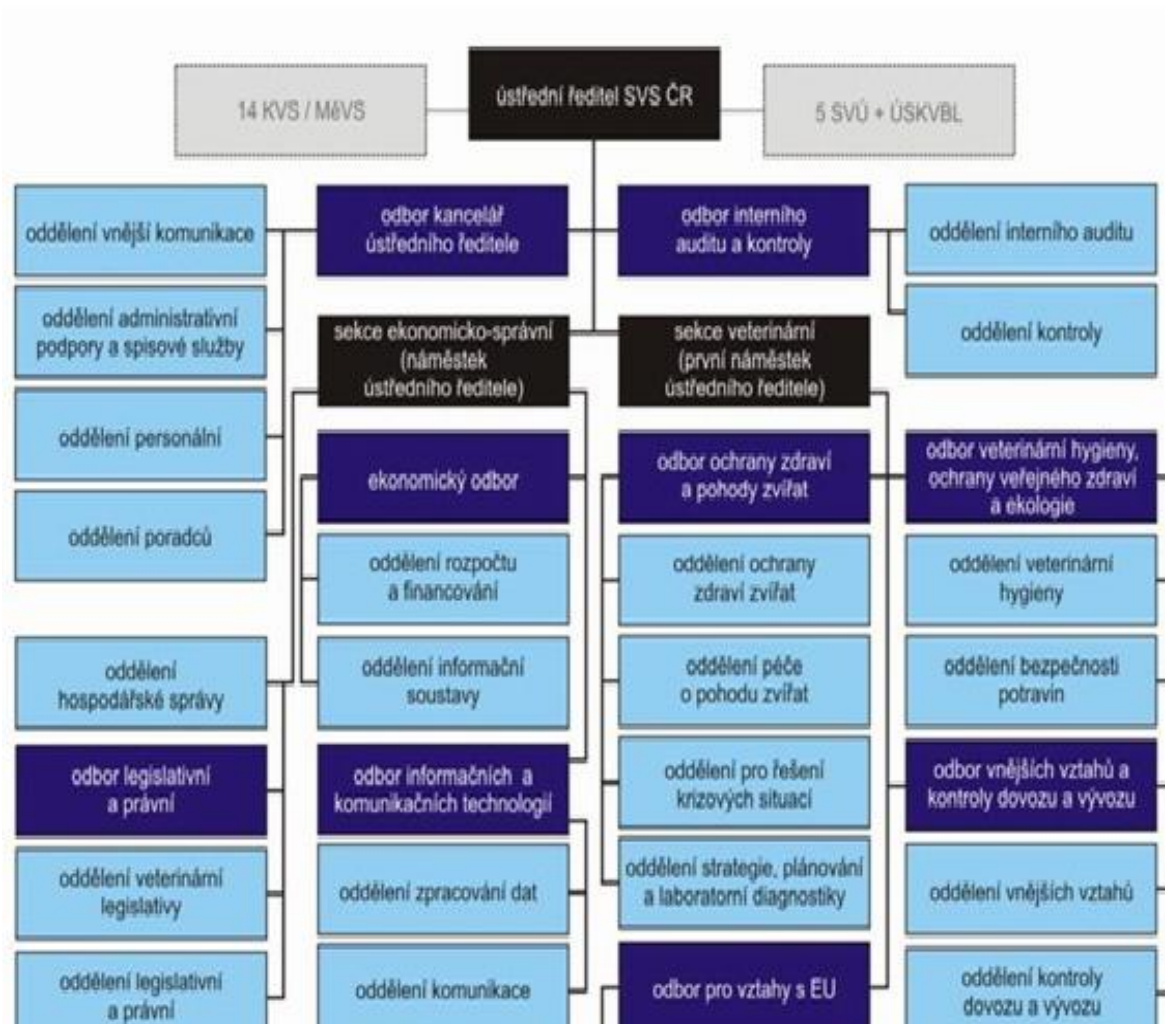 ústřední ředitel SVS ČR
14 KVS / MěVS
5 SVÚ + ÚSKVBL
oddělení vnější komunikace
odbor kancelář
ústředního ředitele
odbor interního
auditu a kontroly
oddělení interního auditu
oddělení administrativní
podpory a spisové služby
sekce ekonomicko-správní
(náměstek
ústředního ředitele)
sekce veterinární
(první náměstek
ústředního ředitele)
oddělení kontroly
oddělení personální
ekonomický odbor
odbor ochrany zdraví
a pohody zvířat
odbor veterinární hygieny,
ochrany veřejného zdraví
a ekologie
oddělení poradců
oddělení rozpočtu
a financování
oddělení ochrany
zdraví zvířat
oddělení veterinární
hygieny
oddělení
hospodářské správy
oddělení informační
soustavy
oddělení péče
o pohodu zvířat
oddělení bezpečnosti
potravin
odbor legislativní
a právní
odbor informačních a
komunikačních technologií
oddělení pro řešení
krizových situací
odbor vnějších vztahů a
kontroly dovozu a vývozu
oddělení veterinární
legislativy
oddělení zpracování dat
oddělení strategie, plánování
a laboratorní diagnostiky
oddělení vnějších vztahů
oddělení legislativní
a právní
oddělení komunikace
odbor pro vztahy s EU
oddělení kontroly
dovozu a vývozu